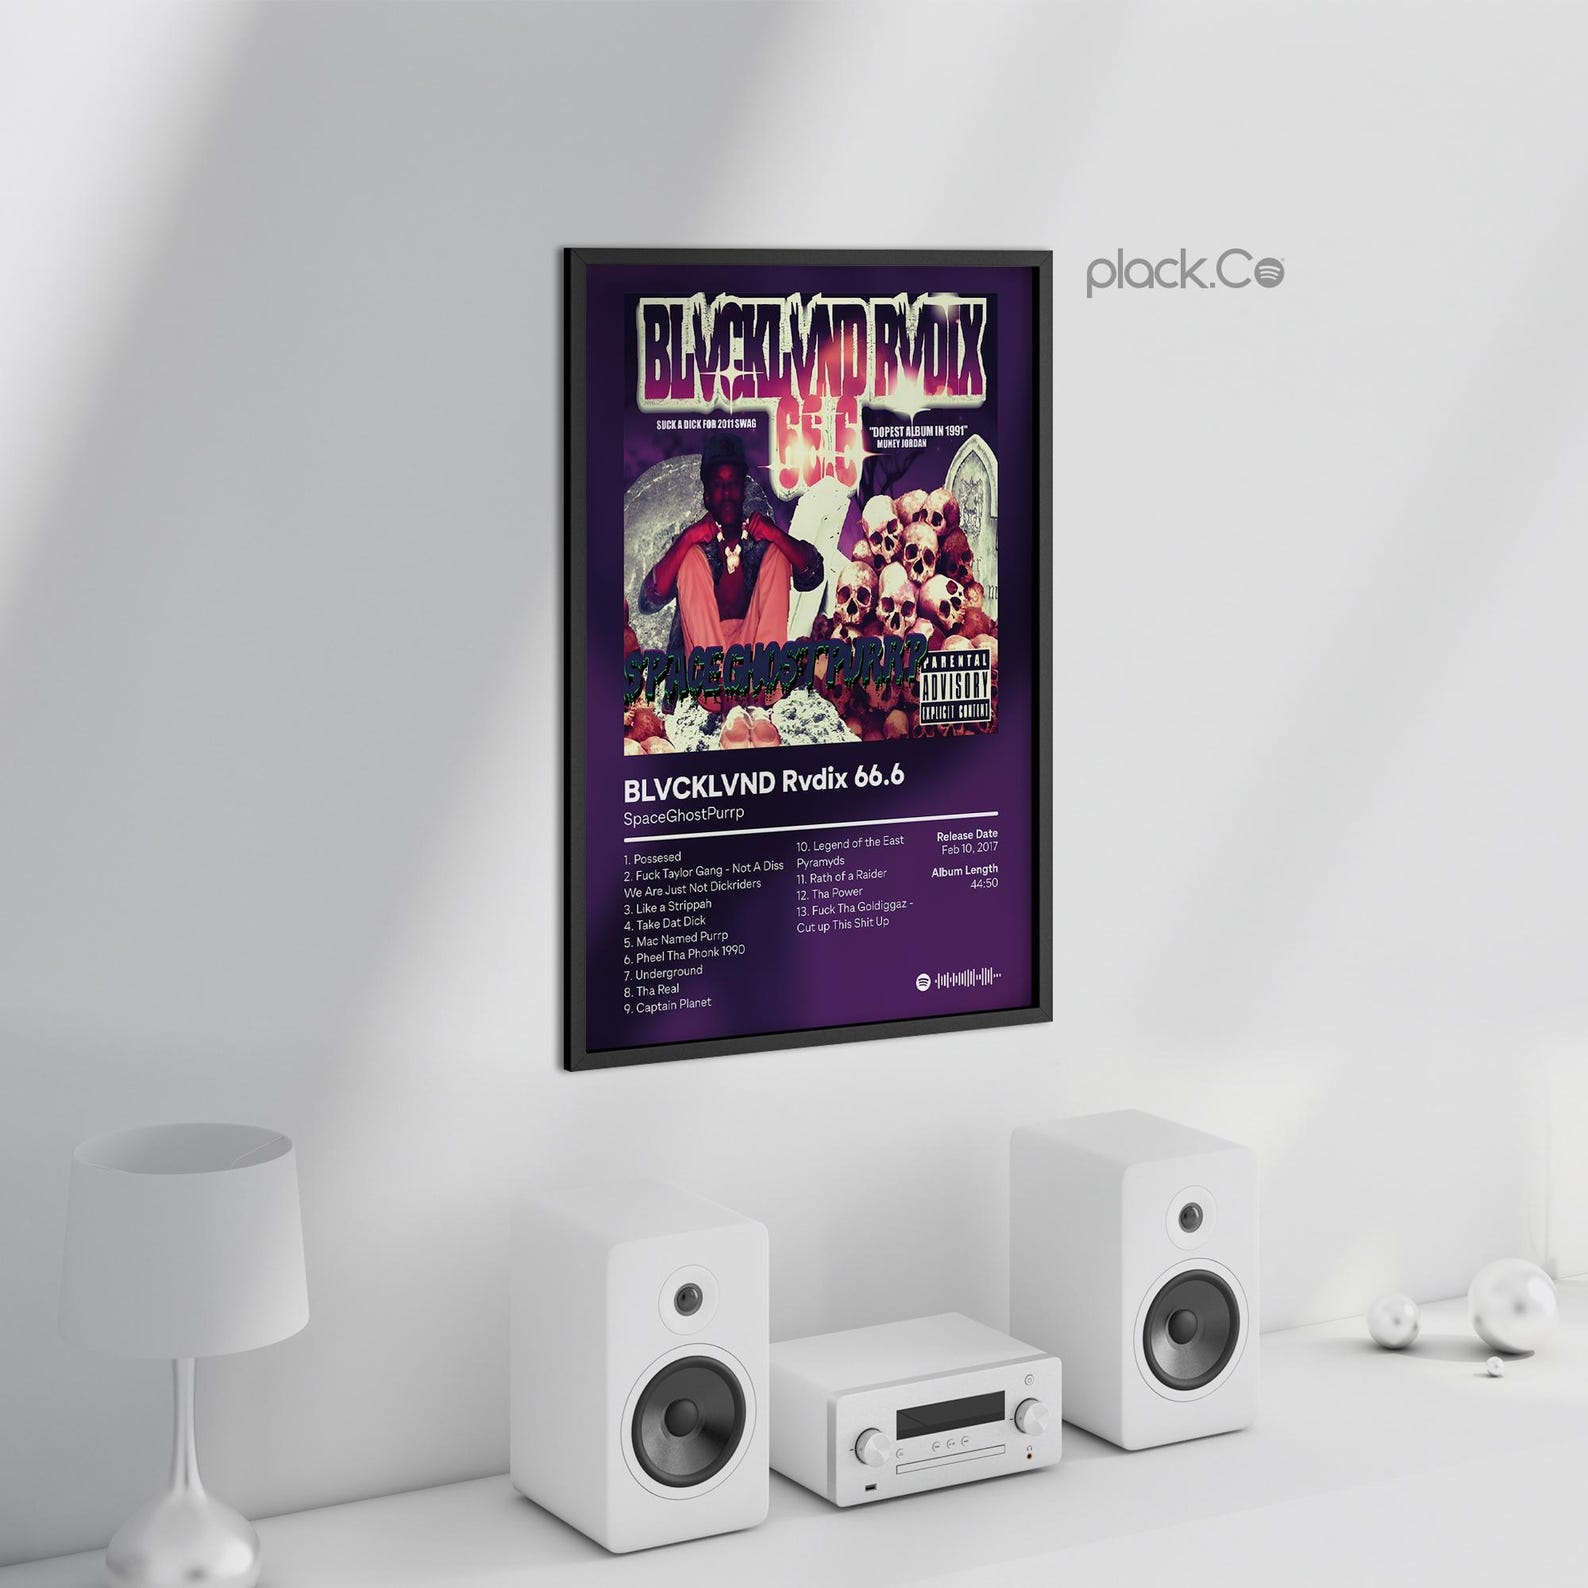 plack.Co
BLVCKLVND RVDIX
66.6
SUCK A DICK FOR 2011 SWAG
"DOPEST ALBUM IN 1991"
MUNEY JORDAN
SPACEGHOSTPURRP
PARENTAL
ADVISORY
EXPLICIT CONTENT
BLVCKLVND Rvdix 66.6
SpaceGhostPurrp
1. Possesed
2. Fuck Taylor Gang - Not A Diss
We Are Just Not Dickriders
3. Like a Strippah
4. Take Dat Dick
5. Mac Named Purrp
6. Pheel Tha Phonk 1990
7. Underground
8. Tha Real
9. Captain Planet
10. Legend of the East
Pyramyds
11. Rath of a Raider
12. Tha Power
13. Fuck Tha Goldiggaz -
Cut up This Shit Up
Release Date
Feb 10, 2017
Album Length
44:50